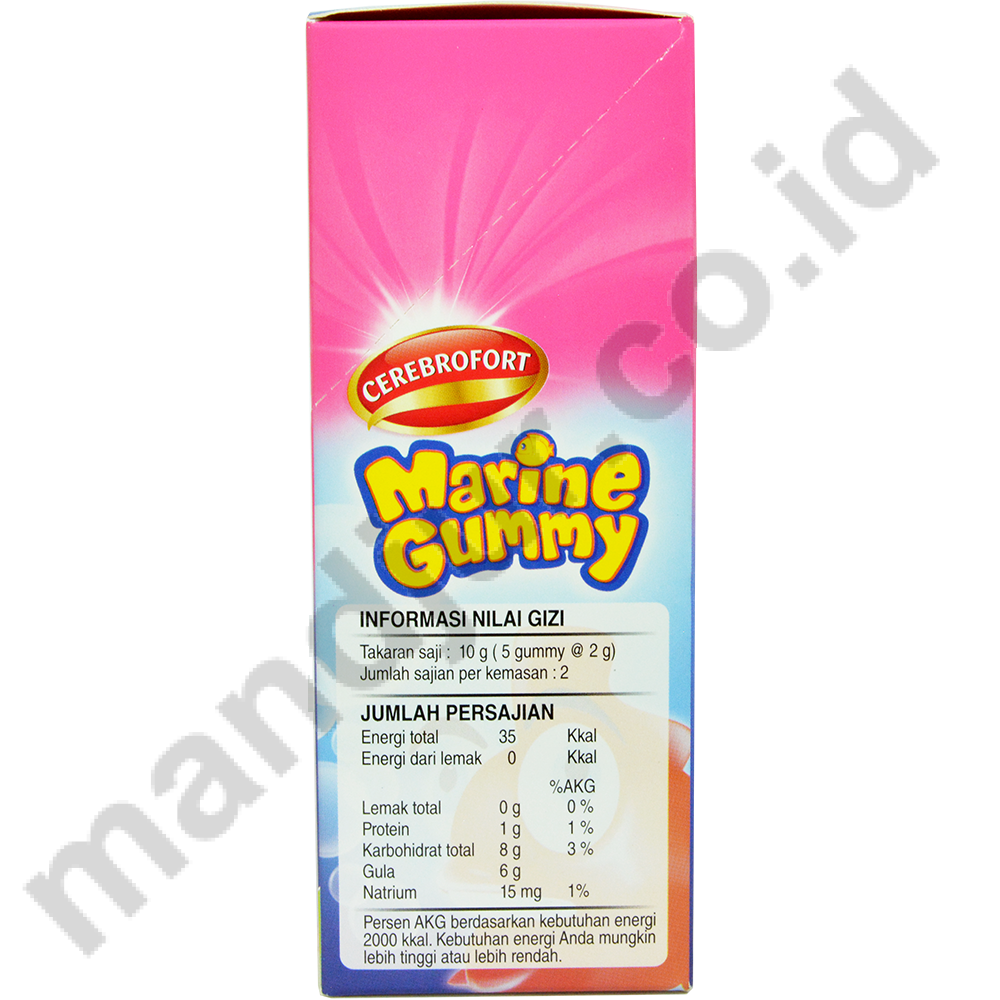 CEREBROFORT
Marine
Gummy
INFORMASI NILAI GIZI
Takaran saji : 10 g ( 5 gummy @ 2 g)
Jumlah sajian per kemasan : 2
JUMLAH PERSAJIAN
Energi total 35 Kkal
Energi dari lemak 0 Kkal
%AKG
Lemak total 0 g 0 %
Protein 1 g 1 %
Karbohidrat total 8 g 3 %
Gula 6 g
Natrium 15 mg 1%
Persen AKG berdasarkan kebutuhan energi
2000 kkal. Kebutuhan energi Anda mungkin
lebih tinggi atau lebih rendah.